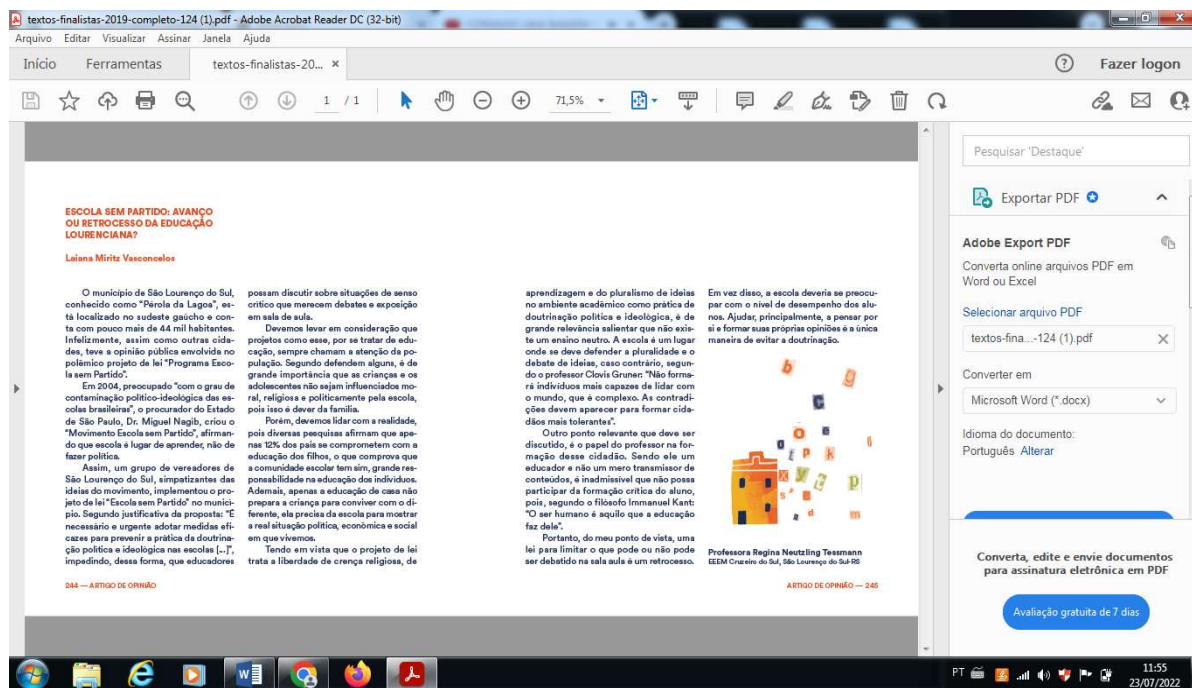 textos-finalistas-2019-completo-124 (1).pdf - Adobe Acrobat Reader DC (32-bit)
Arquivo Editar Visualizar Assinar Janela Ajuda
Início Ferramentas textos-finalistas-20... ×
Fazer logon
1 / 1
71,5%
ESCOLA SEM PARTIDO: AVANÇO
OU RETROCESSO DA EDUCAÇÃO
LOURENCIANA?
Laiana Miritz Vasconcelos
O município de São Lourenço do Sul,
conhecido como "Pérola da Lagoa", es-
tá localizado no sudeste gaúcho e con-
ta com pouco mais de 44 mil habitantes.
Infelizmente, assim como outras cida-
des, teve a opinião pública envolvida no
polêmico projeto de lei "Programa Esco-
la sem Partido".
Em 2004, preocupado "com o grau de
contaminação político-ideológica das es-
colas brasileiras", o procurador do Estado
de São Paulo, Dr. Miguel Nagib, criou o
"Movimento Escola sem Partido", afirman-
do que escola é lugar de aprender, não de
fazer política.
Assim, um grupo de vereadores de
São Lourenço do Sul, simpatizantes das
ideias do movimento, implementou o pro-
jeto de lei "Escola sem Partido" no municí-
pio. Segundo justificativa da proposta: "É
necessário e urgente adotar medidas efi-
cazes para prevenir a prática da doutrina-
ção política e ideológica nas escolas [...]",
impedindo, dessa forma, que educadores
244 — ARTIGO DE OPINIÃO
possam discutir sobre situações de senso
crítico que merecem debates e exposição
em sala de aula.
Devemos levar em consideração que
projetos como esse, por se tratar de edu-
cação, sempre chamam a atenção da po-
pulação. Segundo defendem alguns, é de
grande importância que as crianças e os
adolescentes não sejam influenciados mo-
ral, religiosa e politicamente pela escola,
pois isso é dever da família.
Porém, devemos lidar com a realidade,
pois diversas pesquisas afirmam que ape-
nas 12% dos pais se comprometem com a
educação dos filhos, o que comprova que
a comunidade escolar tem sim, grande res-
ponsabilidade na educação dos indivíduos.
Ademais, apenas a educação de casa não
prepara a criança para conviver com o di-
ferente, ela precisa da escola para mostrar
a real situação política, econômica e social
em que vivemos.
Tendo em vista que o projeto de lei
trata a liberdade de crença religiosa, de
aprendizagem e do pluralismo de ideias
no ambiente acadêmico como prática de
doutrinação política e ideológica, é de
grande relevância salientar que não exis-
te um ensino neutro. A escola é um lugar
onde se deve defender a pluralidade e o
debate de ideias, caso contrário, segun-
do o professor Clovis Gruner: "Não forma-
rá indivíduos mais capazes de lidar com
o mundo, que é complexo. As contradi-
ções devem aparecer para formar cida-
dãos mais tolerantes".
Outro ponto relevante que deve ser
discutido, é o papel do professor na for-
mação desse cidadão. Sendo ele um
educador e não um mero transmissor de
conteúdos, é inadmissível que não possa
participar da formação crítica do aluno,
pois, segundo o filósofo Immanuel Kant:
"O ser humano é aquilo que a educação
faz dele".
Portanto, do meu ponto de vista, uma
lei para limitar o que pode ou não pode
ser debatido na sala aula é um retrocesso.
Em vez disso, a escola deveria se preocu-
par com o nível de desempenho dos alu-
nos. Ajudar, principalmente, a pensar por
si e formar suas próprias opiniões é a única
maneira de evitar a doutrinação.
Professora Regina Neutzling Tessmann
EEEM Cruzeiro do Sul, São Lourenço do Sul-RS
ARTIGO DE OPINIÃO — 245
Pesquisar 'Destaque'
Exportar PDF
Adobe Export PDF
Converta online arquivos PDF em
Word ou Excel
Selecionar arquivo PDF
textos-fina...-124 (1).pdf
Converter em
Microsoft Word (*.docx)
Idioma do documento:
Português Alterar
Converta, edite e envie documentos
para assinatura eletrônica em PDF
Avaliação gratuita de 7 dias
PT
11:55
23/07/2022